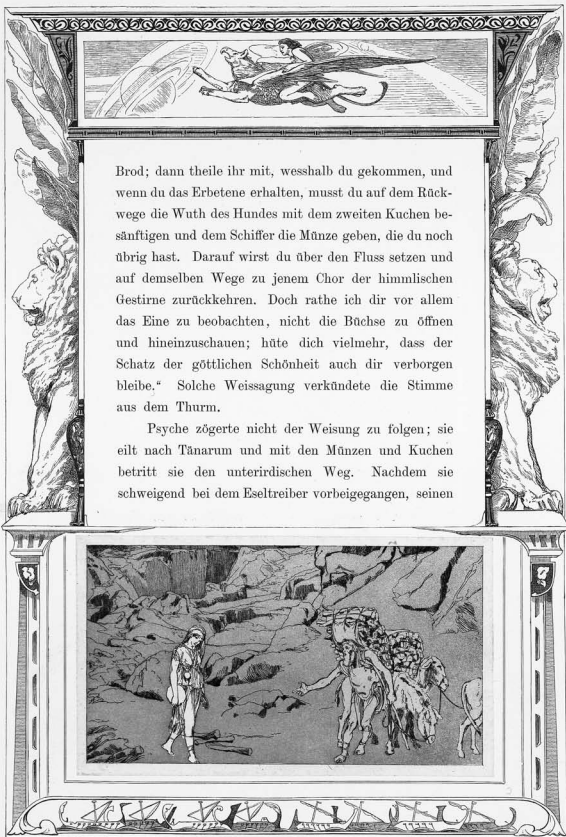 Brod; dann theile ihr mit, wesshalb du gekommen, und
wenn du das Erbetene erhalten, musst du auf dem Rück-
wege die Wuth des Hundes mit dem zweiten Kuchen be-
sänftigen und dem Schiffer die Münze geben, die du noch
übrig hast. Darauf wirst du über den Fluss setzen und
auf demselben Wege zu jenem Chor der himmlischen
Gestirne zurückkehren. Doch rathe ich dir vor allem
das Eine zu beobachten, nicht die Büchse zu öffnen
und hineinzuschauen; hüte dich vielmehr, dass der
Schatz der göttlichen Schönheit auch dir verborgen
bleibe.“ Solche Weissagung verkündete die Stimme
aus dem Thurm.
Psyche zögerte nicht der Weisung zu folgen; sie
eilt nach Tänarum und mit den Münzen und Kuchen
betritt sie den unterirdischen Weg. Nachdem sie
schweigend bei dem Eseltreiber vorbeigegangen, seinen